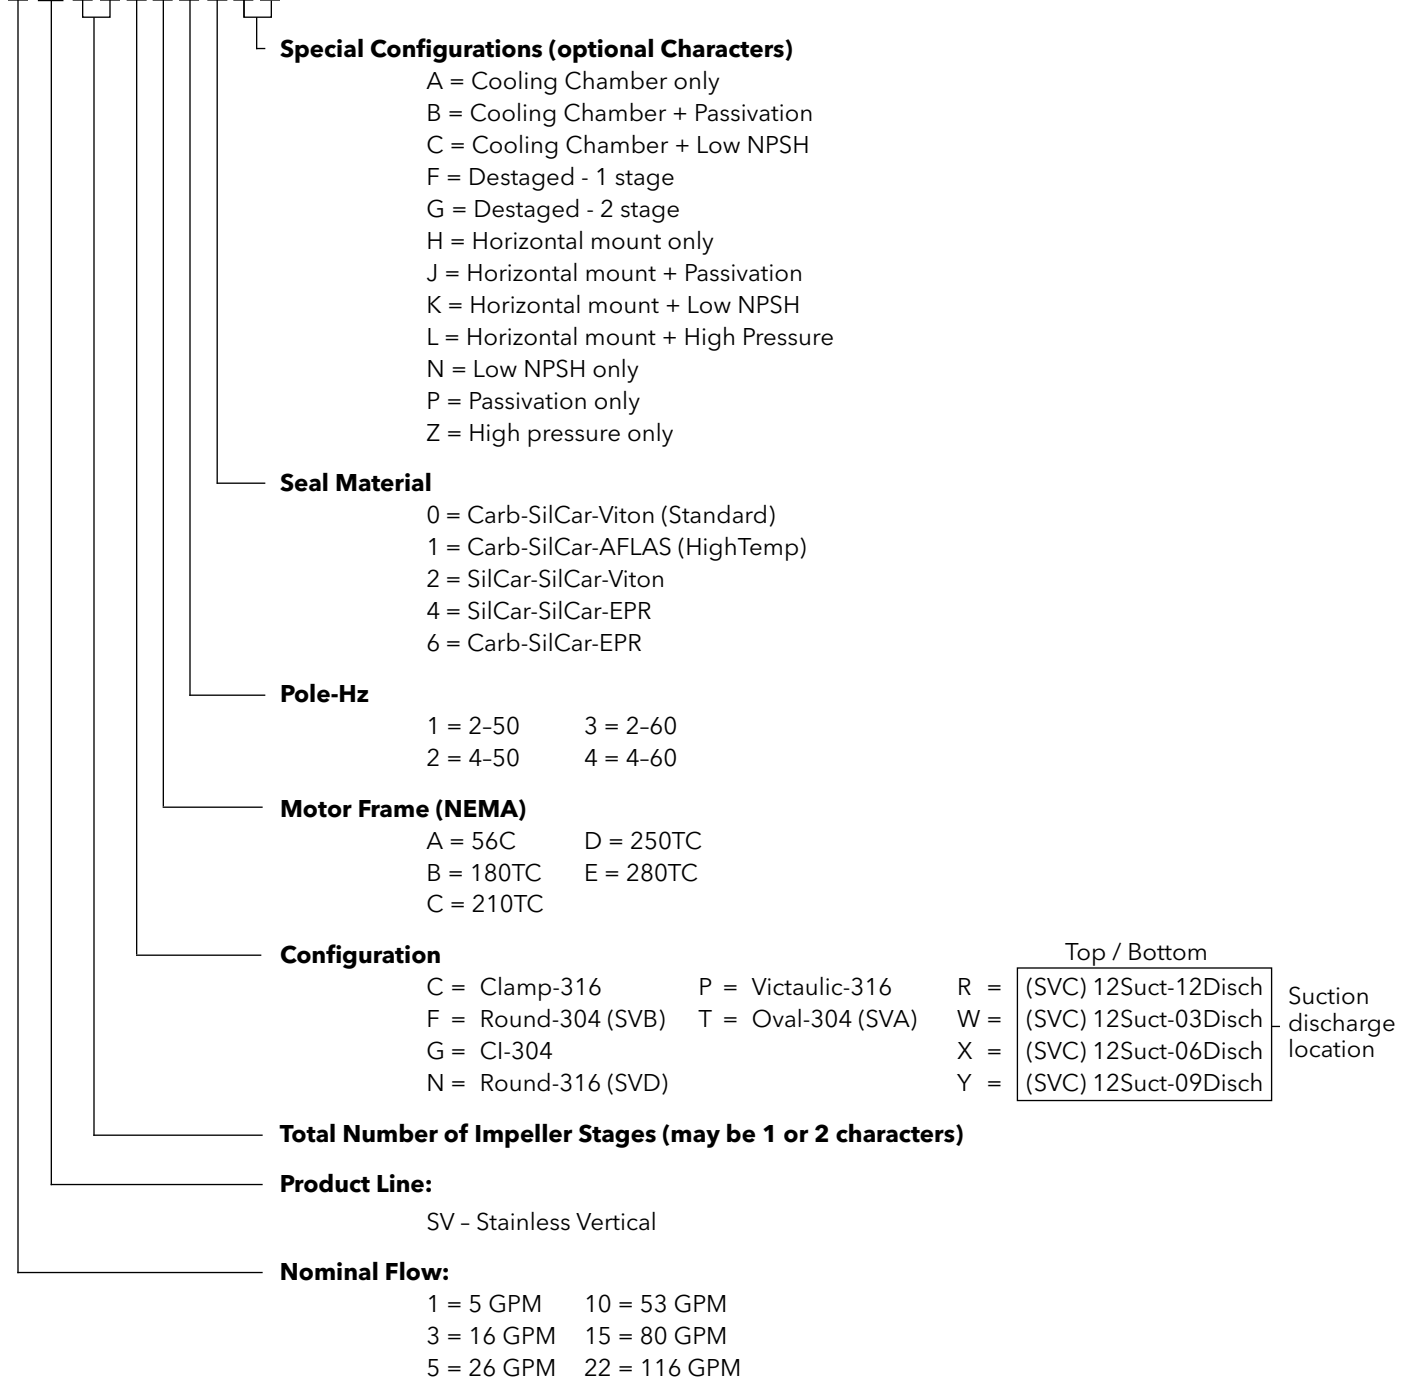 Special Configurations (optional Characters)
A = Cooling Chamber only
B = Cooling Chamber + Passivation
C = Cooling Chamber + Low NPSH
F = Destaged - 1 stage
G = Destaged - 2 stage
H = Horizontal mount only
J = Horizontal mount + Passivation
K = Horizontal mount + Low NPSH
L = Horizontal mount + High Pressure
N = Low NPSH only
P = Passivation only
Z = High pressure only
Seal Material
0 = Carb-SilCar-Viton (Standard)
1 = Carb-SilCar-AFLAS (HighTemp)
2 = SilCar-SilCar-Viton
4 = SilCar-SilCar-EPR
6 = Carb-SilCar-EPR
Pole-Hz
1 = 2–50 3 = 2–60
2 = 4–50 4 = 4–60
Motor Frame (NEMA)
A = 56C D = 250TC
B = 180TC E = 280TC
C = 210TC
Configuration
Top / Bottom
C = Clamp-316 P = Victaulic-316 R = (SVC) 12Suct-12Disch
F = Round-304 (SVB) T = Oval-304 (SVA) W = (SVC) 12Suct-03Disch
G = CI-304 X = (SVC) 12Suct-06Disch
N = Round-316 (SVD) Y = (SVC) 12Suct-09Disch
Suction
discharge
location
Total Number of Impeller Stages (may be 1 or 2 characters)
Product Line:
SV – Stainless Vertical
Nominal Flow:
1 = 5 GPM 10 = 53 GPM
3 = 16 GPM 15 = 80 GPM
5 = 26 GPM 22 = 116 GPM